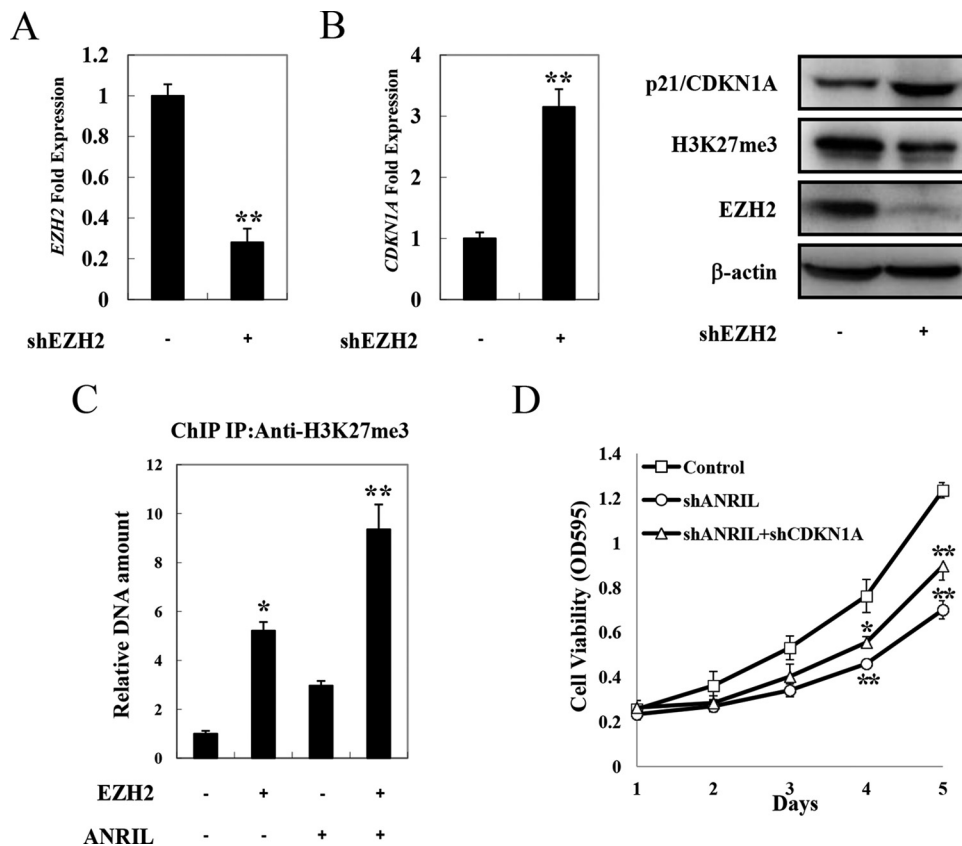 A
EZH2 Fold Expression
1.2
1
0.8
0.6
0.4
0.2
0
**
shEZH2 - +
B
CDKN1A Fold Expression
4
3
2
1
0
**
shEZH2 - +
p21/CDKN1A
H3K27me3
EZH2
β-actin
shEZH2 - +
C
ChIP IP:Anti-H3K27me3
Relative DNA amount
12
10
8
6
4
2
0
*
**
EZH2 - + - +
ANRIL - - + +
D
Cell Viability (OD595)
1.4
1.2
1
0.8
0.6
0.4
0.2
0
Control
shANRIL
shANRIL+shCDKN1A
**
**
*
**
1 2 3 4 5
Days